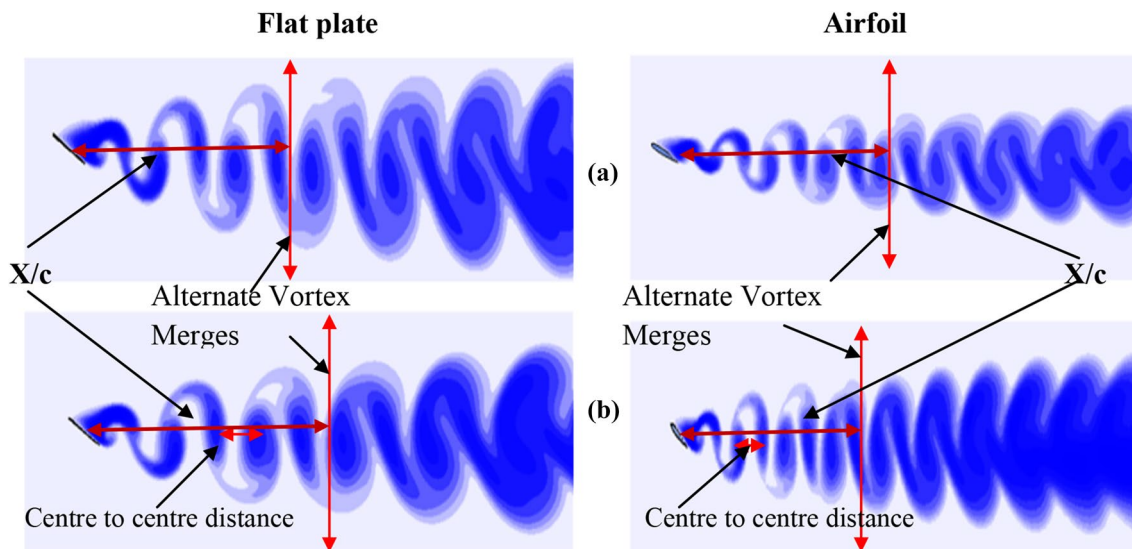 Flat plate
Airfoil
(a)
X/c
X/c
Alternate Vortex
Merges
Alternate Vortex
Merges
(b)
Centre to centre distance
Centre to centre distance